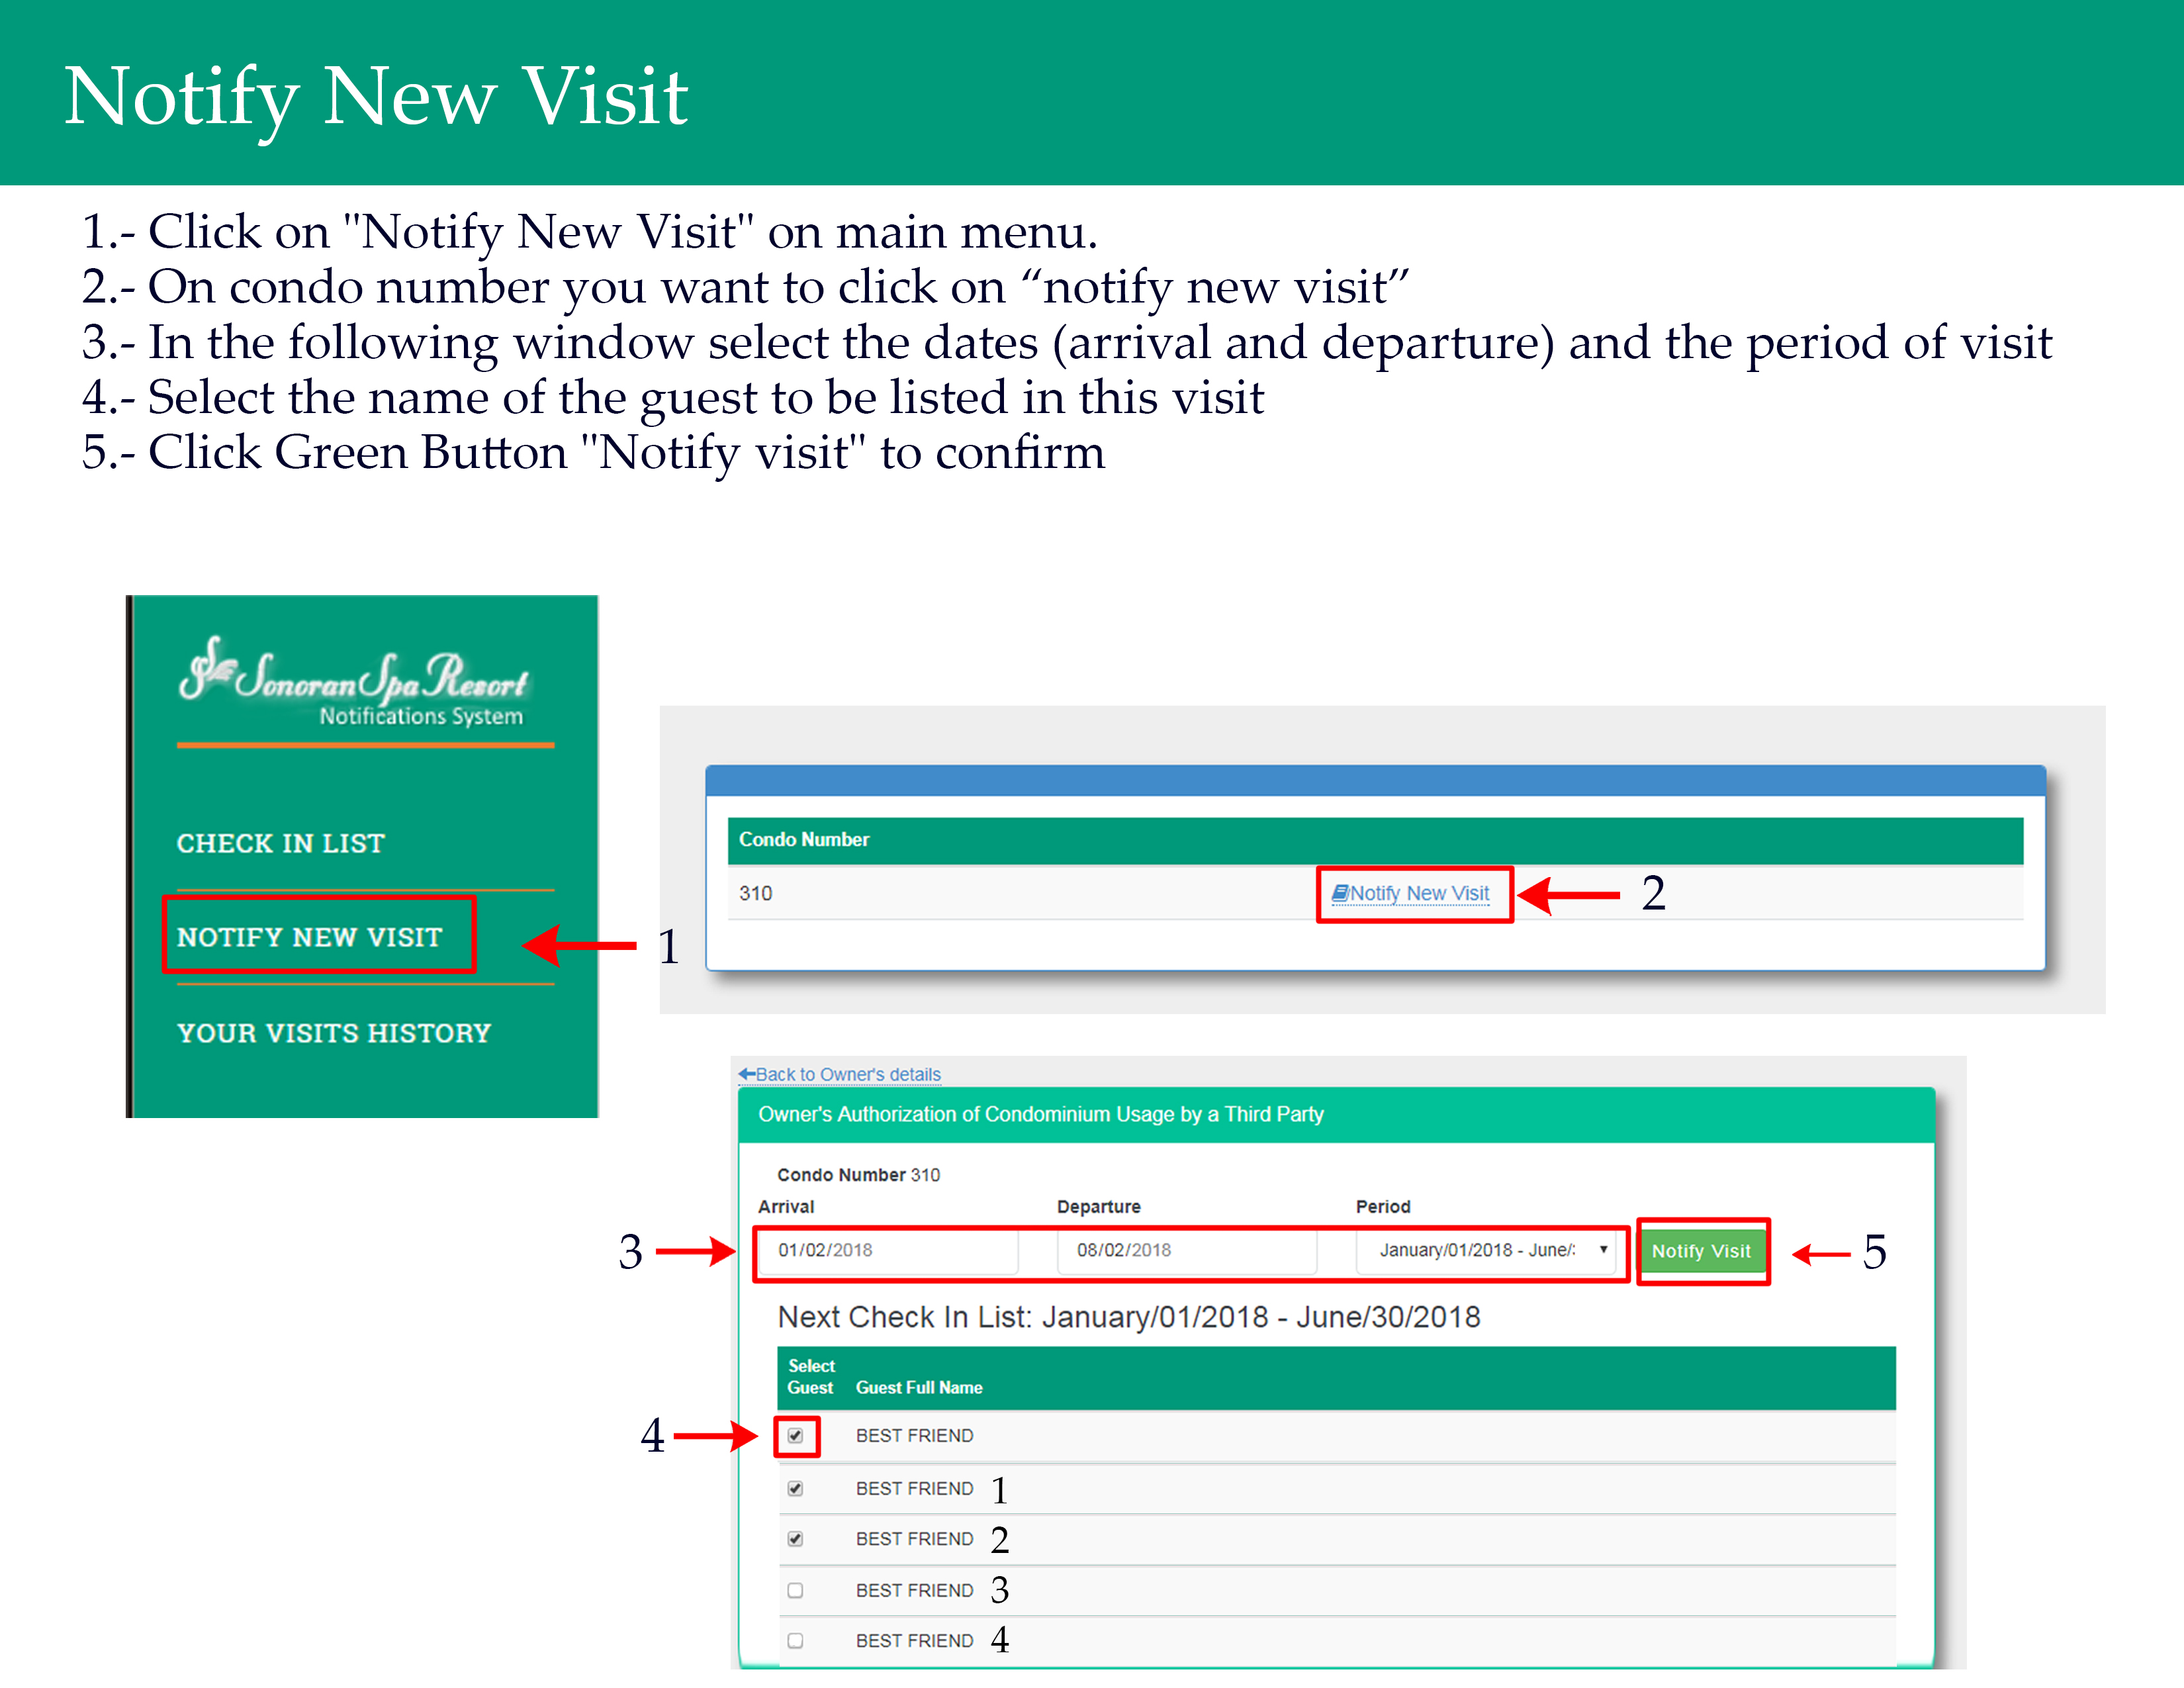 Notify New Visit
1.- Click on "Notify New Visit" on main menu.
2.- On condo number you want to click on “notify new visit”
3.- In the following window select the dates (arrival and departure) and the period of visit
4.- Select the name of the guest to be listed in this visit
5.- Click Green Button "Notify visit" to confirm
Sonoran Spa Resort
Notifications System
CHECK IN LIST
NOTIFY NEW VISIT
1
YOUR VISITS HISTORY
Condo Number
310 Notify New Visit
2
Back to Owner's details
Owner's Authorization of Condominium Usage by a Third Party
Condo Number 310
Arrival Departure Period
3
01/02/2018 08/02/2018 January/01/2018 - June/: Notify Visit
5
Next Check In List: January/01/2018 - June/30/2018
Select Guest Guest Full Name
4
BEST FRIEND
BEST FRIEND 1
BEST FRIEND 2
BEST FRIEND 3
BEST FRIEND 4